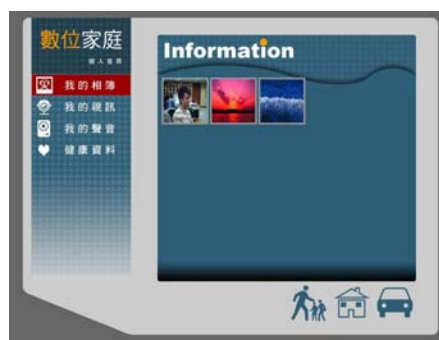 數位家庭
個人首頁
我的相簿
我的視訊
我的聲音
健康資料
Information